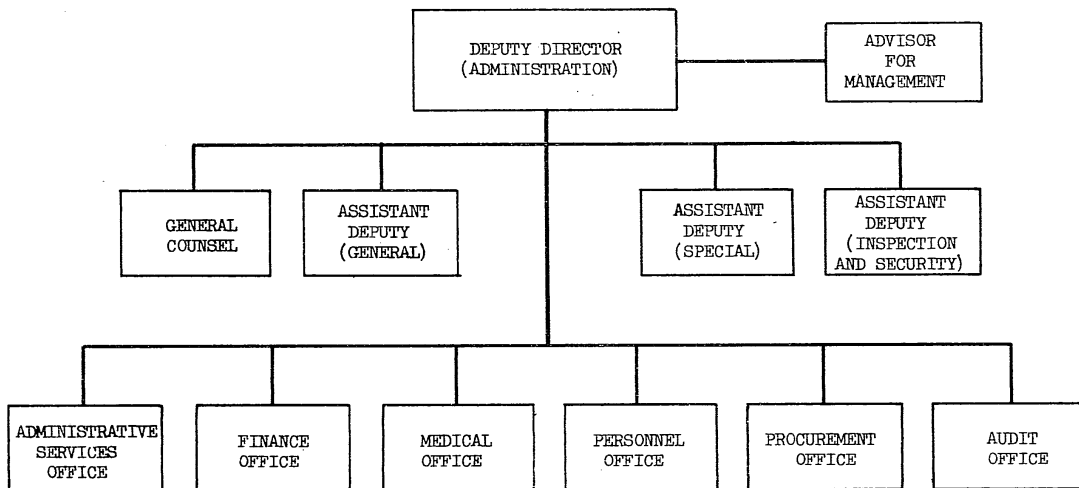 DEPUTY DIRECTOR
(ADMINISTRATION)
ADVISOR
FOR
MANAGEMENT
GENERAL
COUNSEL
ASSISTANT
DEPUTY
(GENERAL)
ASSISTANT
DEPUTY
(SPECIAL)
ASSISTANT
DEPUTY
(INSPECTION
AND SECURITY)
ADMINISTRATIVE
SERVICES
OFFICE
FINANCE
OFFICE
MEDICAL
OFFICE
PERSONNEL
OFFICE
PROCUREMENT
OFFICE
AUDIT
OFFICE